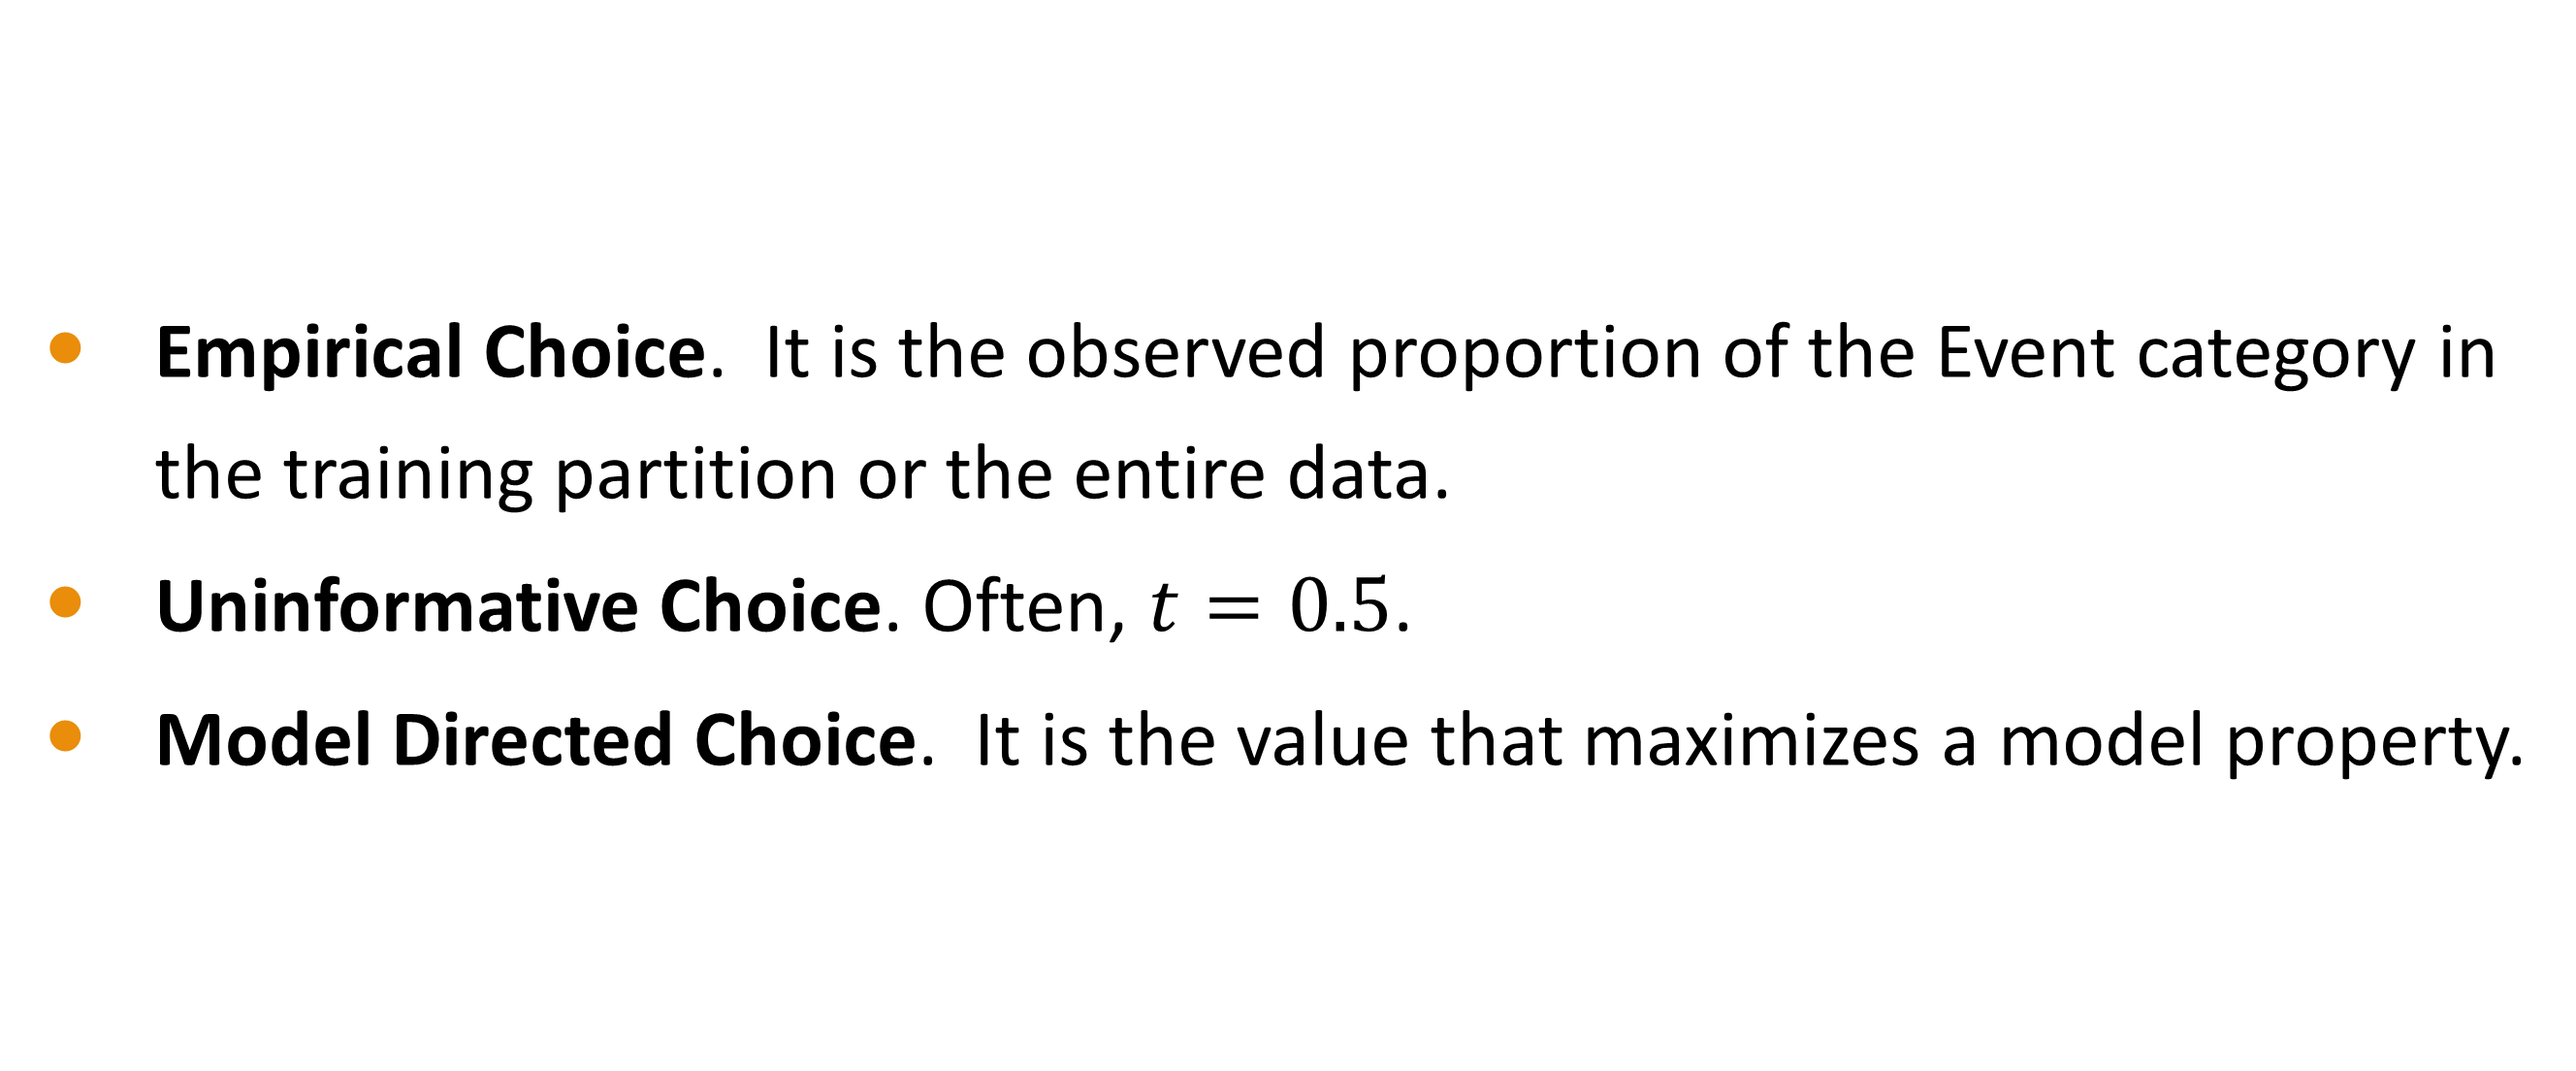 • Empirical Choice.  It is the observed proportion of the Event category in
the training partition or the entire data.
• Uninformative Choice. Often, t = 0.5.
• Model Directed Choice.  It is the value that maximizes a model property.